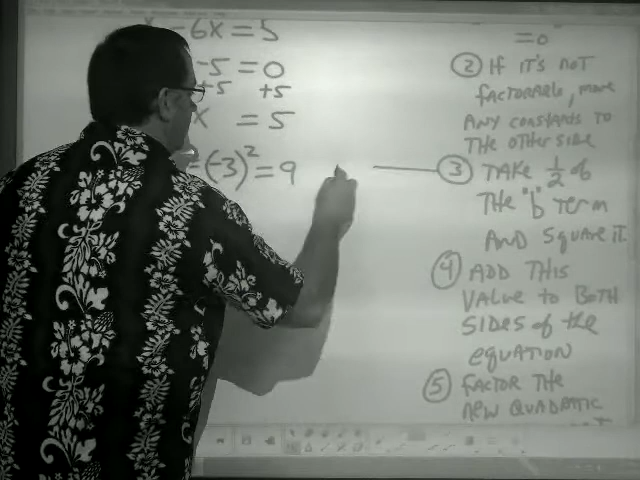 - 6x = 5
-5 = 0
+5 +5
x = 5
= (-3)² = 9
= 0
② If it's not
factorable, move
any constants to
the other side
③ Take 1/2 of
the "b" term
and square it.
④ Add this
value to both
sides of the
equation
⑤ Factor the
new quadratic